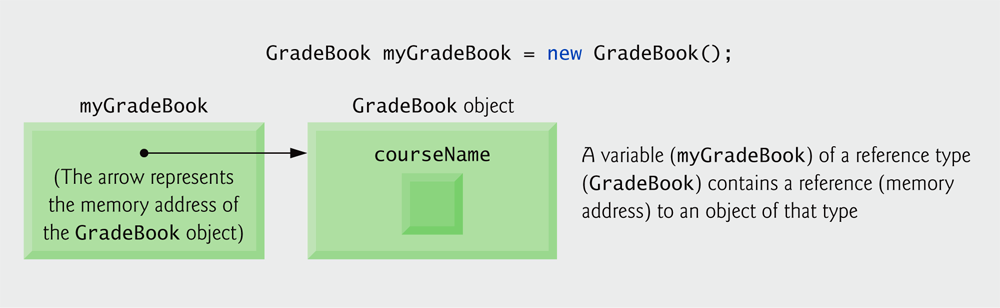 GradeBook myGradeBook = new GradeBook();
myGradeBook
(The arrow represents
the memory address of
the GradeBook object)
GradeBook object
courseName
A variable (myGradeBook) of a reference type
(GradeBook) contains a reference (memory
address) to an object of that type